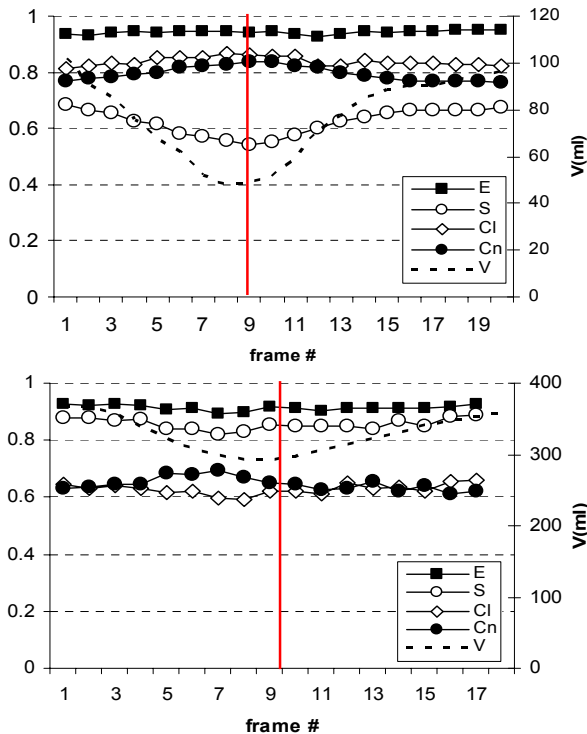 1
0.8
0.6
0.4
0.2
0
120
100
80
60
40
20
0
V(ml)
E
S
Cl
Cn
V
1 3 5 7 9 11 13 15 17 19
frame #
1
0.8
0.6
0.4
0.2
0
400
300
200
100
0
V(ml)
E
S
Cl
Cn
V
1 3 5 7 9 11 13 15 17
frame #